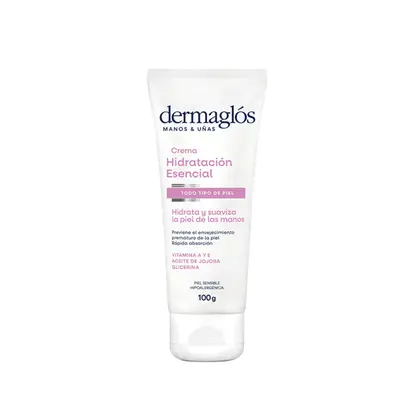 dermaglós
MANOS & UÑAS
Crema
Hidratación
Esencial
TODO TIPO DE PIEL
Hidrata y suaviza
la piel de las manos
Previene el envejecimiento
prematuro de la piel
Rápida absorción
VITAMINA A Y E
ACEITE DE JOJOBA
GLICERINA
PIEL SENSIBLE
HIPOALERGÉNICA
100g